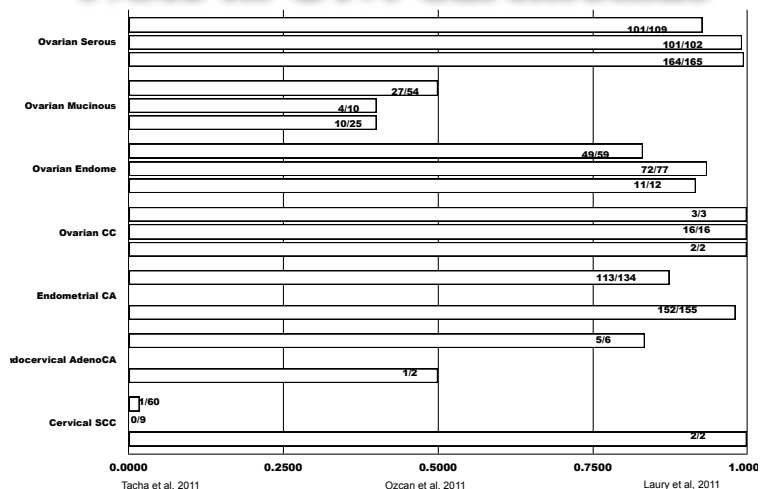 101/109
Ovarian Serous
101/102
164/165
27/54
Ovarian Mucinous
4/10
10/25
49/59
Ovarian Endome
72/77
11/12
3/3
Ovarian CC
16/16
2/2
113/134
Endometrial CA
152/155
5/6
docervical AdenoCA
1/2
1/60
0/9
Cervical SCC
2/2
0.0000 0.2500 0.5000 0.7500 1.000
Tacha et al, 2011 Ozcan et al, 2011 Laury et al, 2011